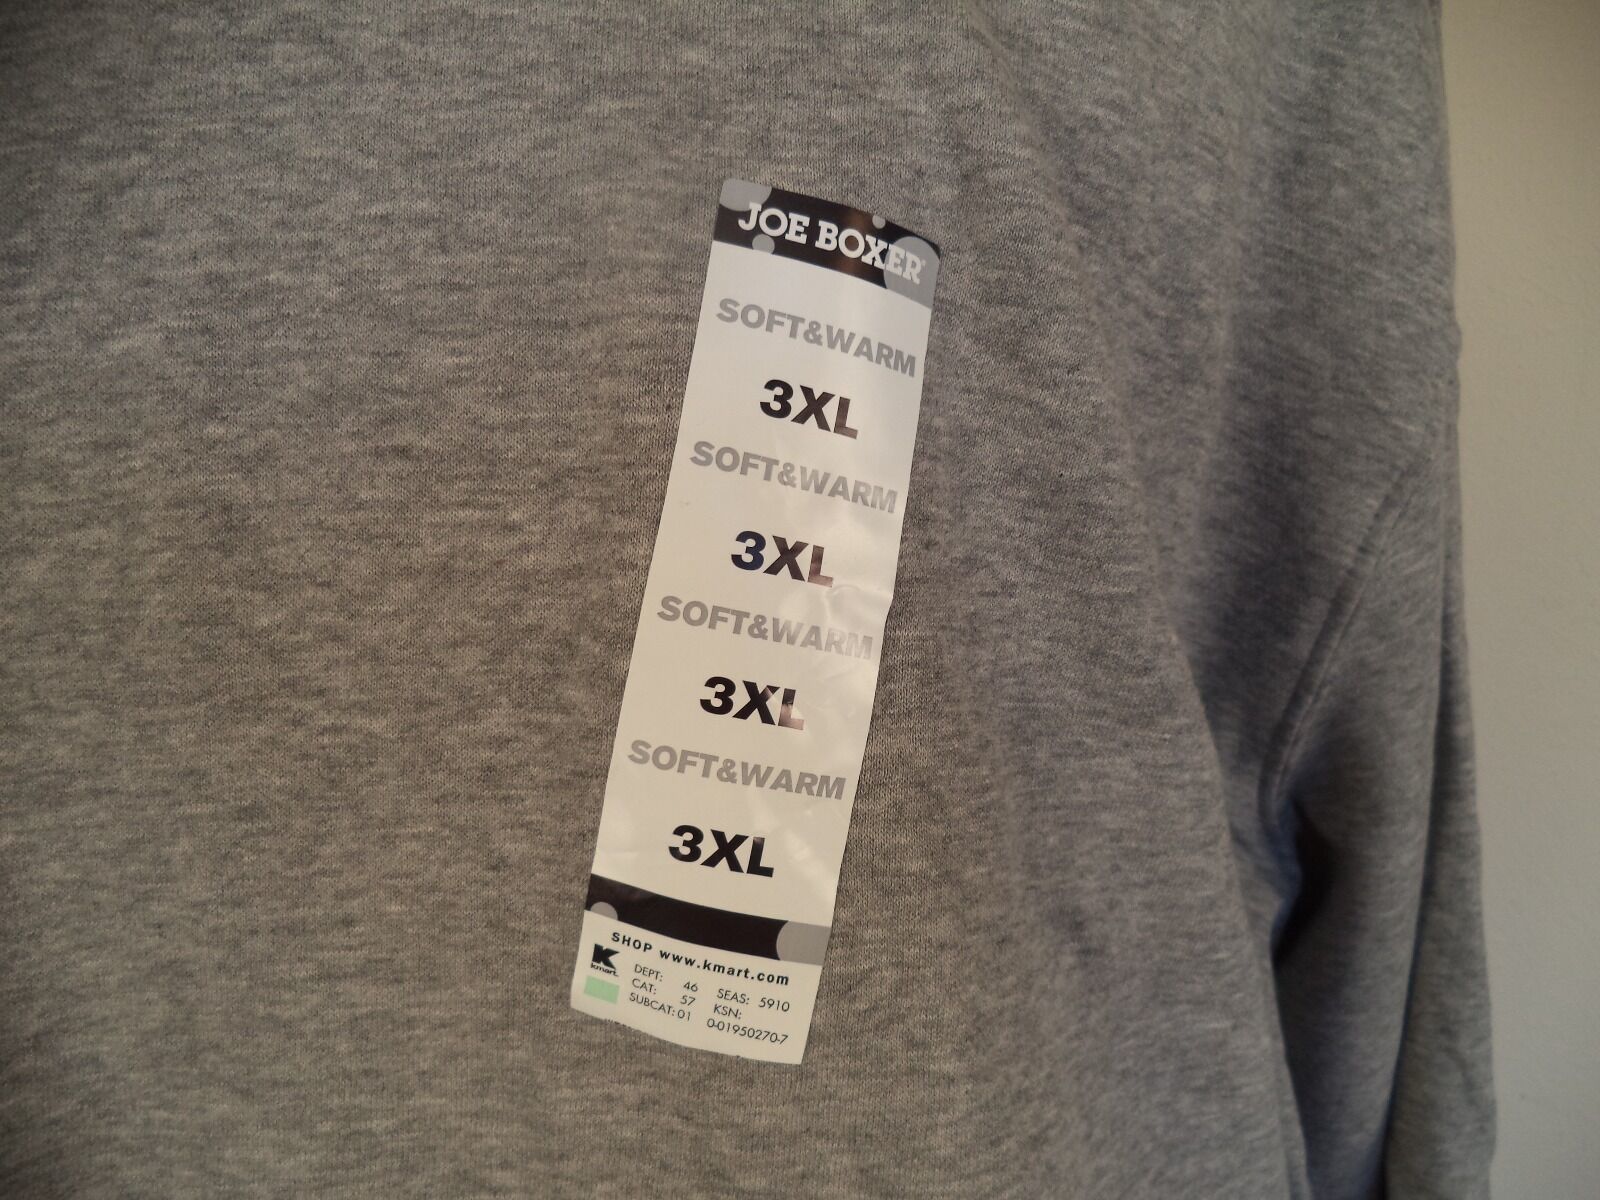 JOE BOXER
SOFT&WARM
3XL
SOFT&WARM
3XL
SOFT&WARM
3XL
SOFT&WARM
3XL
SHOP www.kmart.com
K
kmart.
DEPT: 46 SEAS: 5910
CAT: 57 KSN:
SUBCAT: 01 0-01950270-7